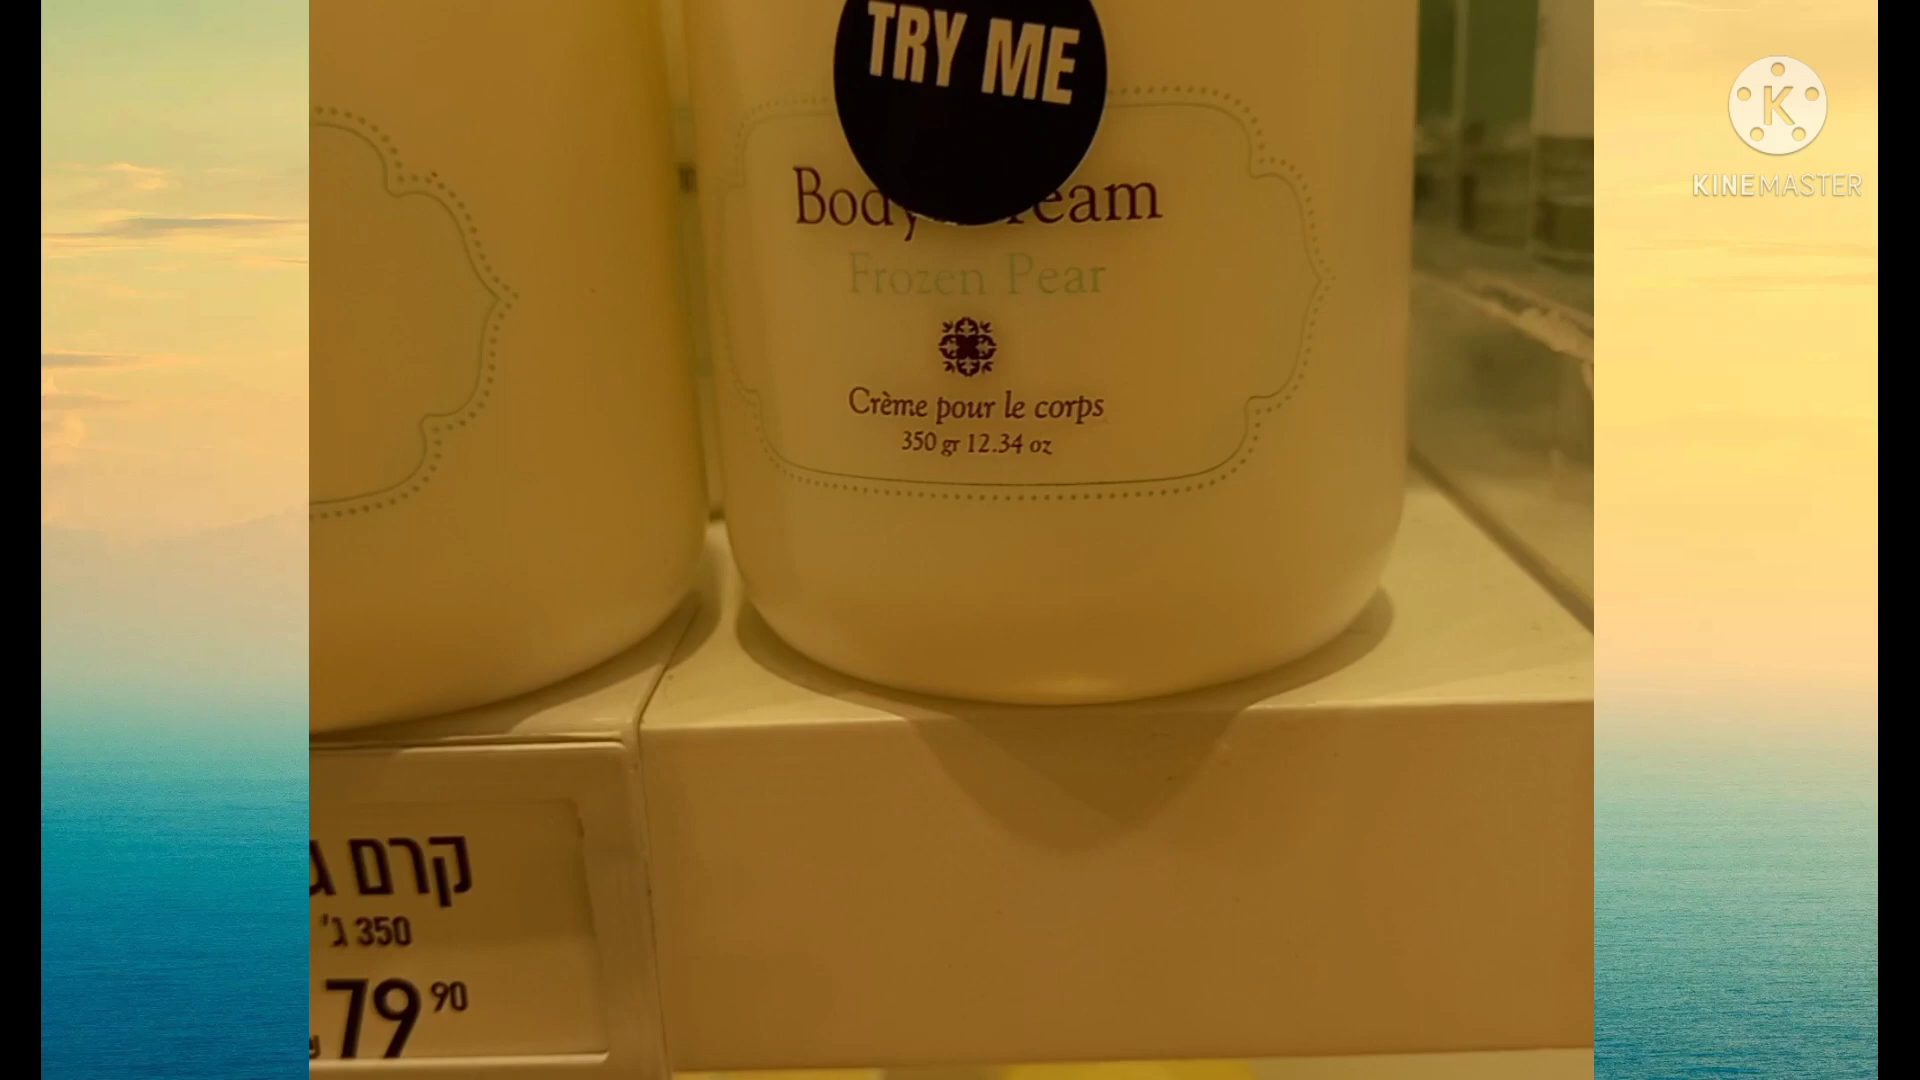 TRY ME
Body eam
Frozen Pear
Crème pour le corps
350 gr 12.34 oz
קרם
350 ג'
79 90
KINEMASTER